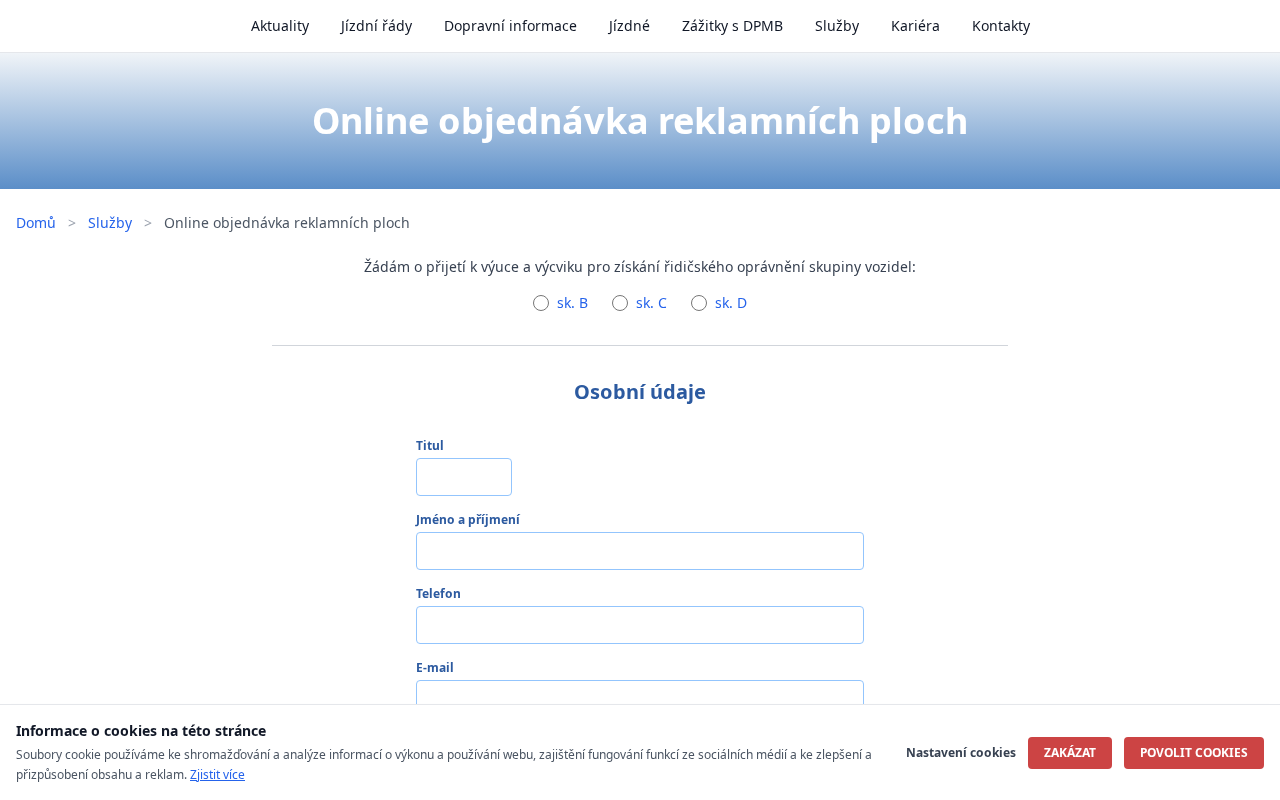 Aktuality Jízdní řády Dopravní informace Jízdné Zážitky s DPMB Služby Kariéra Kontakty
Online objednávka reklamních ploch
Domů > Služby > Online objednávka reklamních ploch
Žádám o přijetí k výuce a výcviku pro získání řidičského oprávnění skupiny vozidel:
sk. B sk. C sk. D
Osobní údaje
Titul
Jméno a příjmení
Telefon
E-mail
Informace o cookies na této stránce
Soubory cookie používáme ke shromažďování a analýze informací o výkonu a používání webu, zajištění fungování funkcí ze sociálních médií a ke zlepšení a
přizpůsobení obsahu a reklam. Zjistit více
Nastavení cookies ZAKÁZAT POVOLIT COOKIES